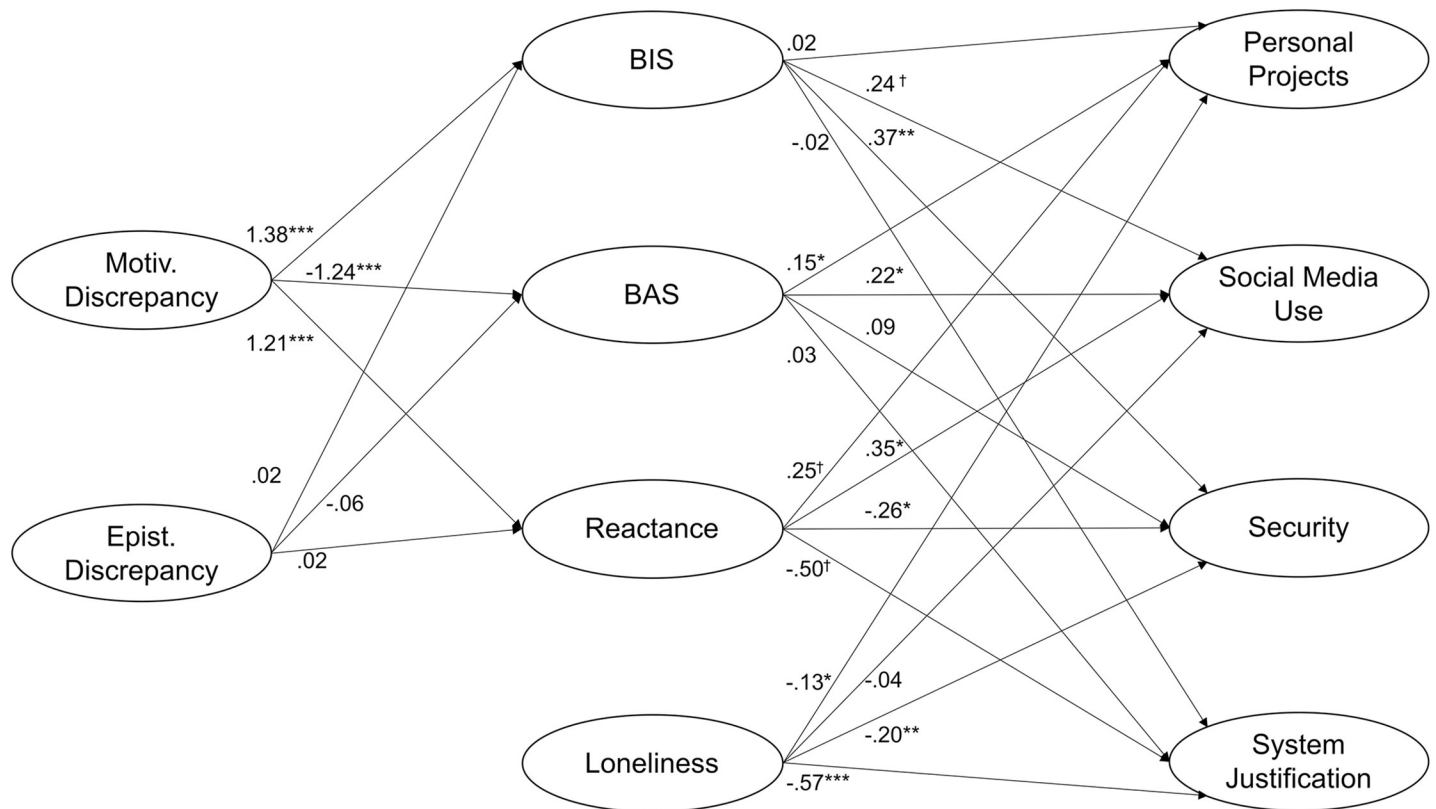 BIS
Personal
Projects
.02
.24 †
-.02
.37**
Motiv.
Discrepancy
1.38***
-1.24***
1.21***
BAS
Social Media
Use
.15*
.22*
.09
.03
Epist.
Discrepancy
.02
-.06
.02
Reactance
Security
.25†
.35*
-.26*
-.50†
Loneliness
System
Justification
-.13*
-.04
-.20**
-.57***